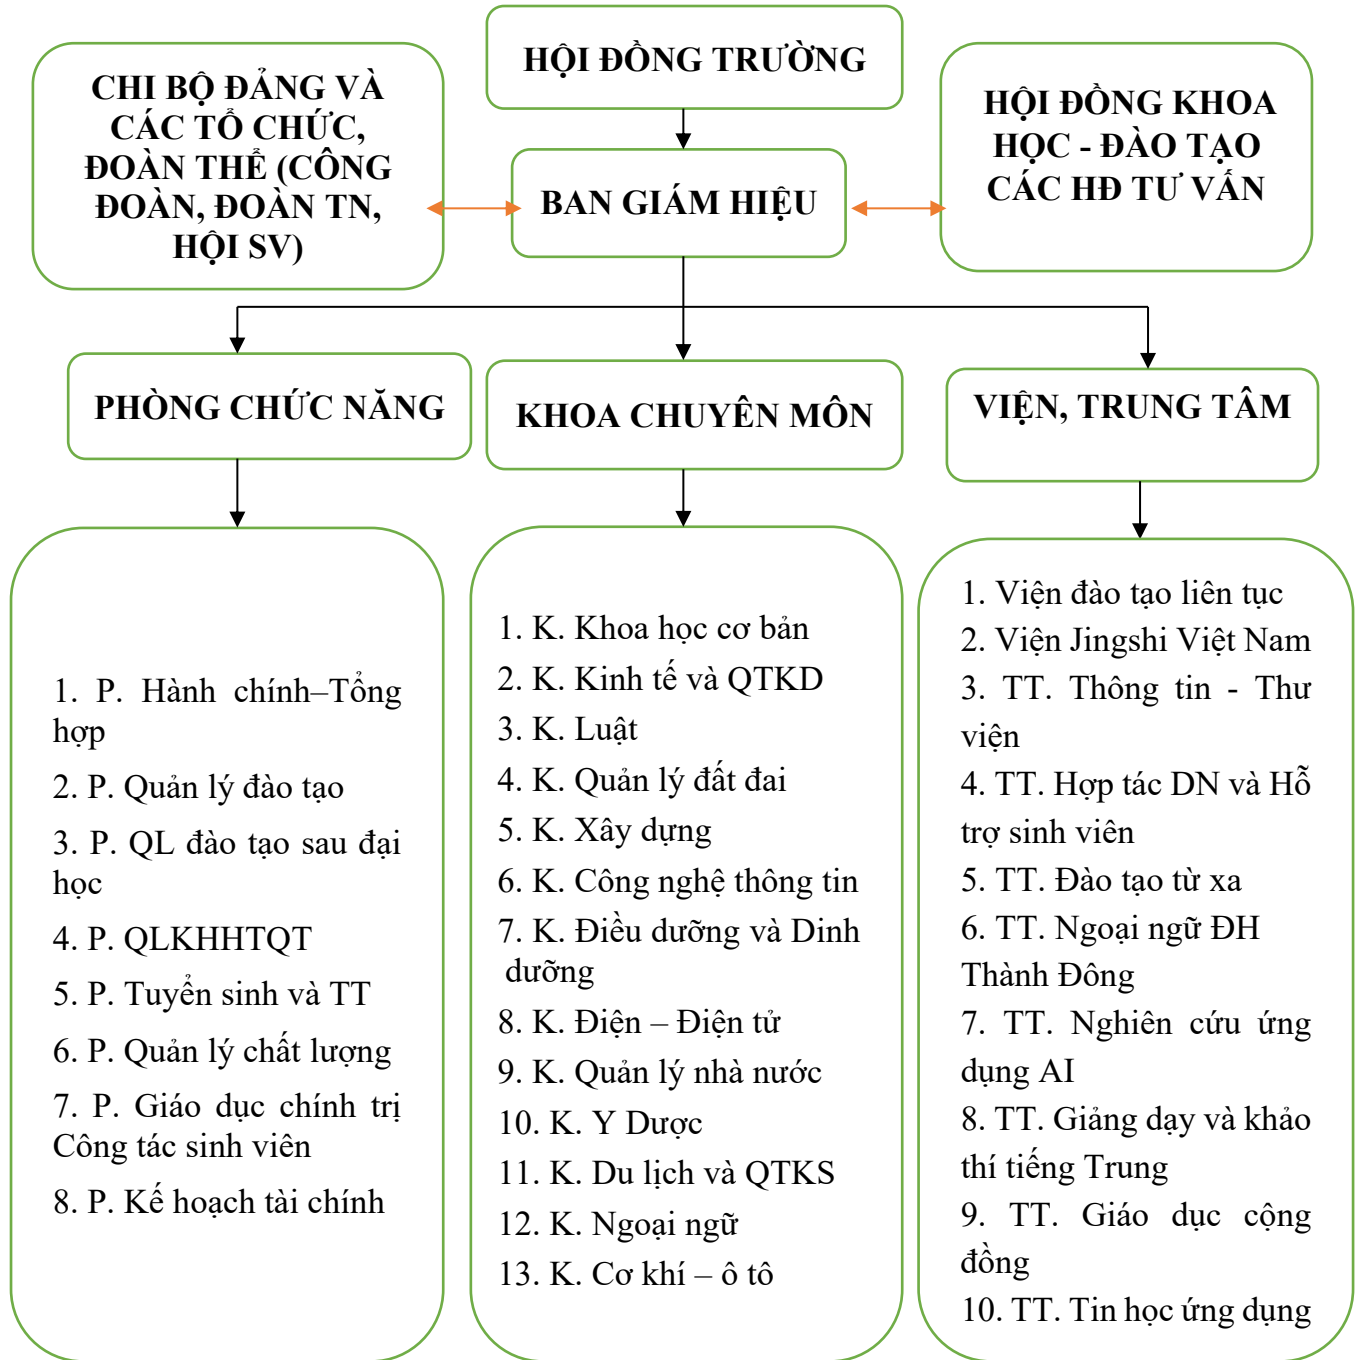 HỘI ĐỒNG TRƯỜNG
CHI BỘ ĐẢNG VÀ
CÁC TỔ CHỨC,
ĐOÀN THỂ (CÔNG
ĐOÀN, ĐOÀN TN,
HỘI SV)
BAN GIÁM HIỆU
HỘI ĐỒNG KHOA
HỌC - ĐÀO TẠO
CÁC HĐ TƯ VẤN
PHÒNG CHỨC NĂNG
KHOA CHUYÊN MÔN
VIỆN, TRUNG TÂM
1. P. Hành chính–Tổng
hợp
2. P. Quản lý đào tạo
3. P. QL đào tạo sau đại
học
4. P. QLKHHTQT
5. P. Tuyển sinh và TT
6. P. Quản lý chất lượng
7. P. Giáo dục chính trị
Công tác sinh viên
8. P. Kế hoạch tài chính
1. K. Khoa học cơ bản
2. K. Kinh tế và QTKD
3. K. Luật
4. K. Quản lý đất đai
5. K. Xây dựng
6. K. Công nghệ thông tin
7. K. Điều dưỡng và Dinh
dưỡng
8. K. Điện – Điện tử
9. K. Quản lý nhà nước
10. K. Y Dược
11. K. Du lịch và QTKS
12. K. Ngoại ngữ
13. K. Cơ khí – ô tô
1. Viện đào tạo liên tục
2. Viện Jingshi Việt Nam
3. TT. Thông tin - Thư
viện
4. TT. Hợp tác DN và Hỗ
trợ sinh viên
5. TT. Đào tạo từ xa
6. TT. Ngoại ngữ ĐH
Thành Đông
7. TT. Nghiên cứu ứng
dụng AI
8. TT. Giảng dạy và khảo
thí tiếng Trung
9. TT. Giáo dục cộng
đồng
10. TT. Tin học ứng dụng